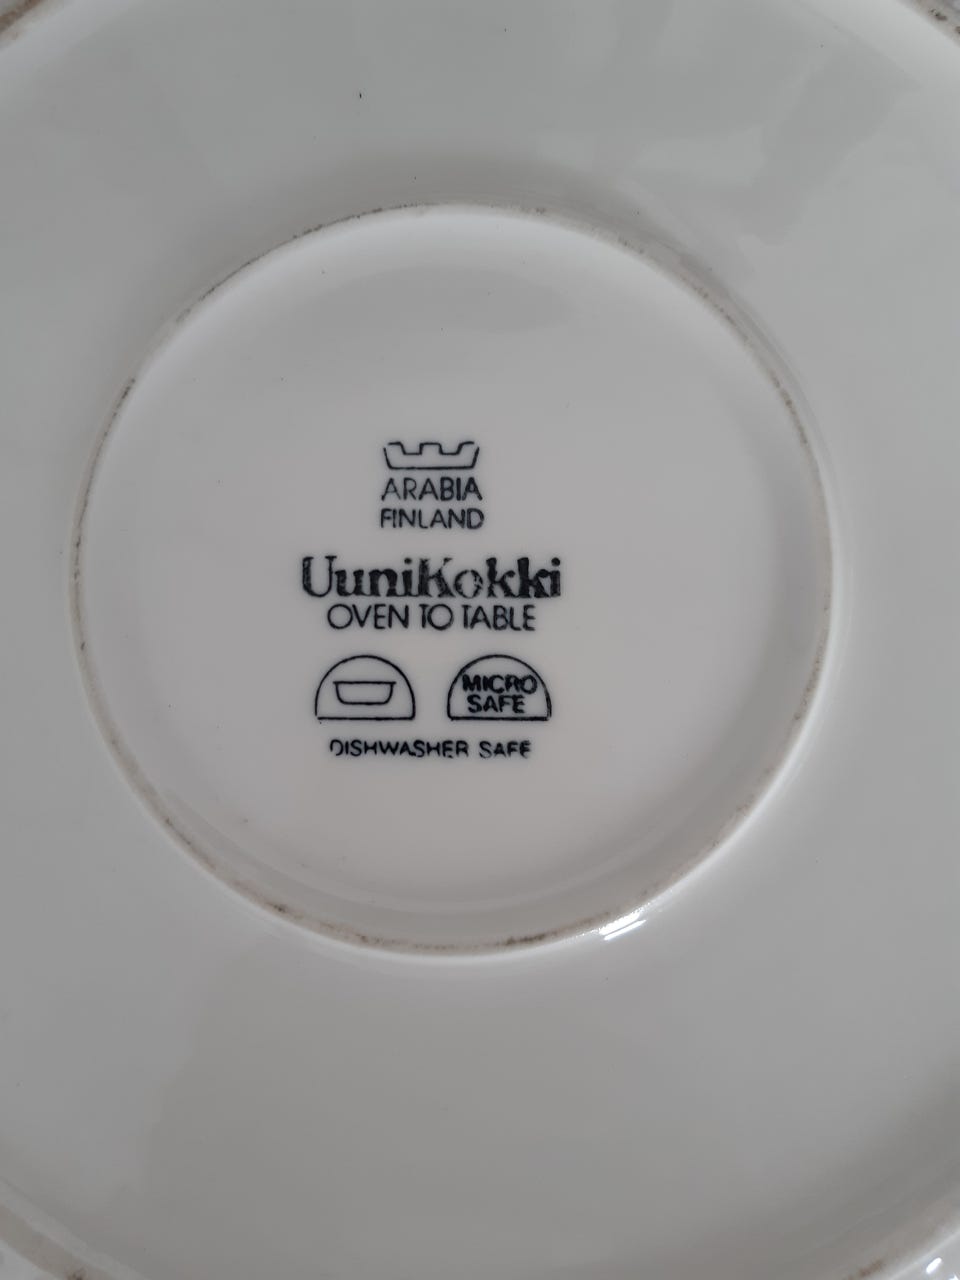 ARABIA
FINLAND
UuniKokki
OVEN TO TABLE
MICRO
SAFE
DISHWASHER SAFE